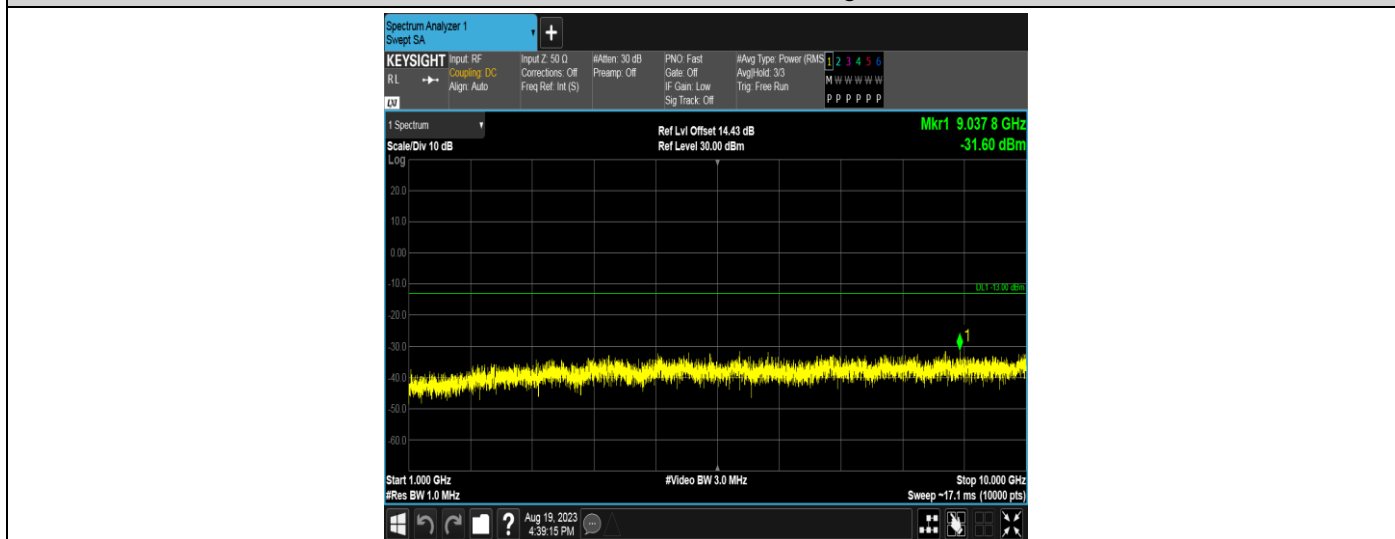 Spectrum Analyzer 1
Swept SA
+
KEYSIGHT
RL
LXI
Input: RF
Coupling: DC
Align: Auto
Input Z: 50 Ω
Corrections: Off
Freq Ref: Int (S)
#Atten: 30 dB
Preamp: Off
PNO: Fast
Gate: Off
IF Gain: Low
Sig Track: Off
#Avg Type: Power (RMS
Avg|Hold: 3/3
Trig: Free Run
1 2 3 4 5 6
M W W W W W
P P P P P P
1 Spectrum
Scale/Div 10 dB
Ref Lvl Offset 14.43 dB
Ref Level 30.00 dBm
Mkr1 9.037 8 GHz
-31.60 dBm
Log
20.0
10.0
0.00
-10.0
DL1 -13.00 dBm
-20.0
1
-30.0
-40.0
-50.0
-60.0
Start 1.000 GHz
#Res BW 1.0 MHz
#Video BW 3.0 MHz
Stop 10.000 GHz
Sweep ~17.1 ms (10000 pts)
?
Aug 19, 2023
4:39:15 PM